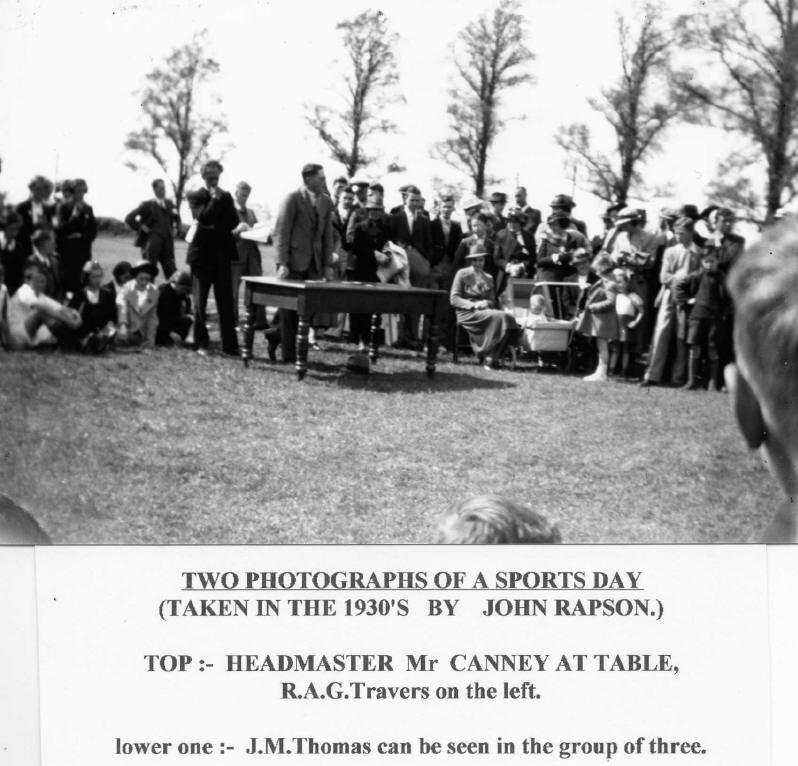 TWO PHOTOGRAPHS OF A SPORTS DAY
(TAKEN IN THE 1930'S BY JOHN RAPSON.)
TOP :- HEADMASTER Mr CANNEY AT TABLE,
R.A.G.Travers on the left.
lower one :- J.M.Thomas can be seen in the group of three.